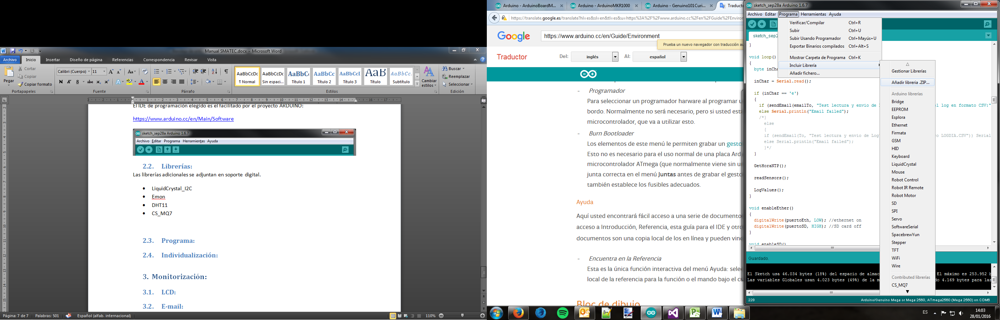 Manual SMATEC.docx - Microsoft Word
Archivo Inicio Insertar Diseño de página Referencias Correspondencia Revisar Vista
Pegar
Cortar
Copiar
Copiar formato
Portapapeles
Calibri (Cuerpo) 11
Fuente
Párrafo
AaBbCcDc AaBbCcDc AaBbC AaBbCc AaBbCcI AaB AaBbCc.
¶ Normal Sin espaci... Título 1 Título 2 Título 3 Título Subtítulo
Cambiar estilos
Estilos
Buscar
Reemplazar
Seleccionar
Edición
El IDE de programación elegido es el facilitado por el proyecto ARDUINO:
https://www.arduino.cc/en/Main/Software
sketch_sep28a Arduino 1.6.7
Archivo Editar Programa Herramientas Ayuda
2.2. Librerías:
Las librerías adicionales se adjuntan en soporte digital.
• LiquidCrystal_I2C
• Emon
• DHT11
• CS_MQ7
2.3. Programa:
2.4. Individualización:
3. Monitorización:
3.1. LCD:
3.2. E-mail:
Página: 7 de 7 Palabras: 501 Español (alfab. internacional) 110%
Arduino - ArduinoBoardM... Arduino - ArduinoMKR1000 Arduino - Genuino101Curi... Traducto
https://translate.google.es/translate?hl=es&sl=en&tl=es&u=https%3A%2F%2Fwww.arduino.cc%2Fen%2FGuide%2FEnviron
Google
https://www.arduino.cc/en/Guide/Environment
Prueba un nuevo navegador con traducción au
Traductor Del: inglés Al: español
- Programador
Para seleccionar un programador harware al programar u
bordo. Normalmente no será necesario, pero si usted est
microcontrolador, que va a utilizar esto.
- Burn Bootloader
Los elementos de este menú le permiten grabar un gesto
Esto no es necesario para el uso normal de una placa Ard
microcontrolador ATmega (que normalmente viene sin u
junta correcta en el menú Juntas antes de grabar el gesto
también establece los fusibles adecuados.
Ayuda
Aquí usted encontrará fácil acceso a una serie de documento
acceso a Introducción, Referencia, esta guía para el IDE y otro
documentos son una copia local de los en línea y pueden vinc
- Encuentra en la Referencia
Esta es la única función interactiva del menú Ayuda: sele
local de la referencia para la función o el mando bajo el cu
Bloc de dibujo
sketch_sep28a Arduino 1.6.7
Archivo Editar Programa Herramientas Ayuda
Verificar/Compilar Ctrl+R
Subir Ctrl+U
Subir Usando Programador Ctrl+Mayús+U
Exportar Binarios compilados Ctrl+Alt+S
Mostrar Carpeta de Programa Ctrl+K
Incluir Librería
Añadir fichero...
Gestionar Librerías
Añadir libreria .ZIP...
Arduino librerías
Bridge
EEPROM
Esplora
Ethernet
Firmata
GSM
HID
Keyboard
LiquidCrystal
Mouse
Robot Control
Robot IR Remote
Robot Motor
SD
SPI
Servo
SoftwareSerial
SpacebrewYun
Stepper
TFT
WiFi
Wire
Contributed librerías
CS_MQ7
sketch_sep2
}
void loop()
{
byte inCha
inChar = Serial.read();
if (inChar == 'e')
{
if (sendEmail(emailTo, "Test lectura y envio de l el log en formato CSV:"
else Serial.println("Email failed");
/*}
else
{
if (sendEmail(To, "Test lectura y envio de Log ro LOGDIA.CSV")) Serial
else Serial.println("Email failed");
}*/
}
GetHoraNTP();
readSensors();
LogValues();
}
void enableEther()
{
digitalWrite(puertoEth, LOW); //ethernet on
digitalWrite(puertoSD, HIGH); //SD card off
}
void enableSD()
Guardado.
El Sketch usa 46.034 bytes (18%) del espacio de almac El máximo es 253.952 b
Las variables Globales usan 4.023 bytes (49%) de la m do 4.169 bytes para las
228 Arduino/Genuino Mega or Mega 2560, ATmega2560 (Mega 2560) on COM6
ES 14:03
28/01/2016